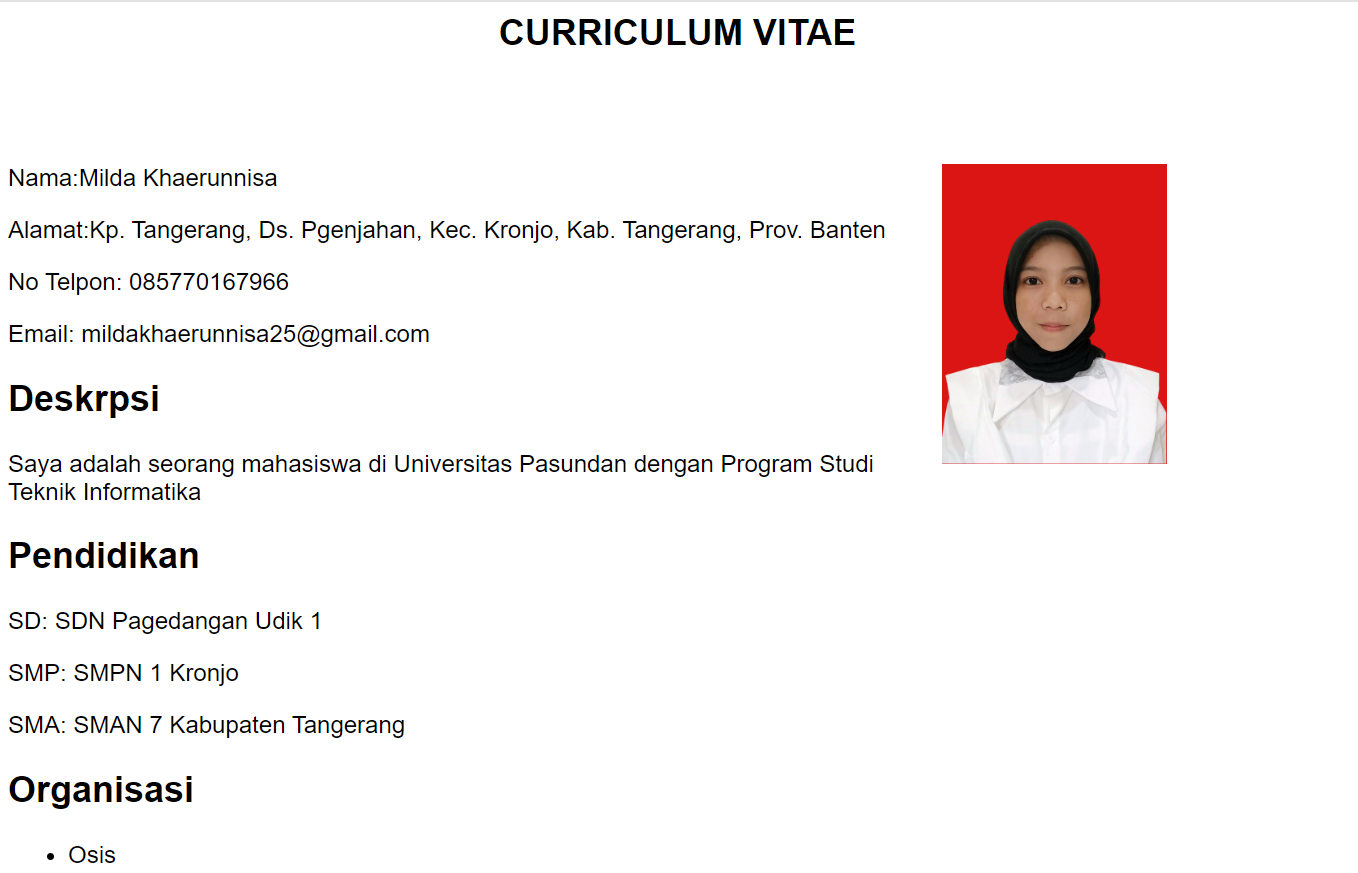 CURRICULUM VITAE
Nama:Milda Khaerunnisa
Alamat:Kp. Tangerang, Ds. Pgenjahan, Kec. Kronjo, Kab. Tangerang, Prov. Banten
No Telpon: 085770167966
Email: mildakhaerunnisa25@gmail.com
Deskrpsi
Saya adalah seorang mahasiswa di Universitas Pasundan dengan Program Studi
Teknik Informatika
Pendidikan
SD: SDN Pagedangan Udik 1
SMP: SMPN 1 Kronjo
SMA: SMAN 7 Kabupaten Tangerang
Organisasi
• Osis